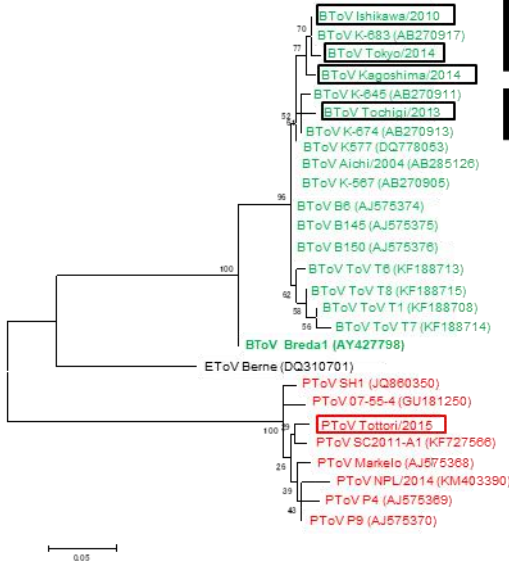 BToV Ishikawa/2010
70
BToV K-683 (AB270917)
77
BToV Tokyo/2014
BToV Kagoshima/2014
BToV K-645 (AB270911)
52
BToV Tochigi/2013
64
BToV K-674 (AB270913)
BToV K577 (DQ778053)
BToV Aichi/2004 (AB285126)
BToV K-567 (AB270905)
96
BToV B6 (AJ575374)
BToV B145 (AJ575375)
BToV B150 (AJ575376)
100
BToV ToV T6 (KF188713)
62
BToV ToV T8 (KF188715)
58
BToV ToV T1 (KF188708)
56
BToV ToV T7 (KF188714)
BToV Breda1 (AY427798)
EToV Berne (DQ310701)
PToV SH1 (JQ860350)
PToV 07-55-4 (GU181250)
100
PToV Tottori/2015
PToV SC2011-A1 (KF727566)
26
PToV Markelo (AJ575368)
39
PToV NPL/2014 (KM403390)
43
PToV P4 (AJ575369)
PToV P9 (AJ575370)
0.05